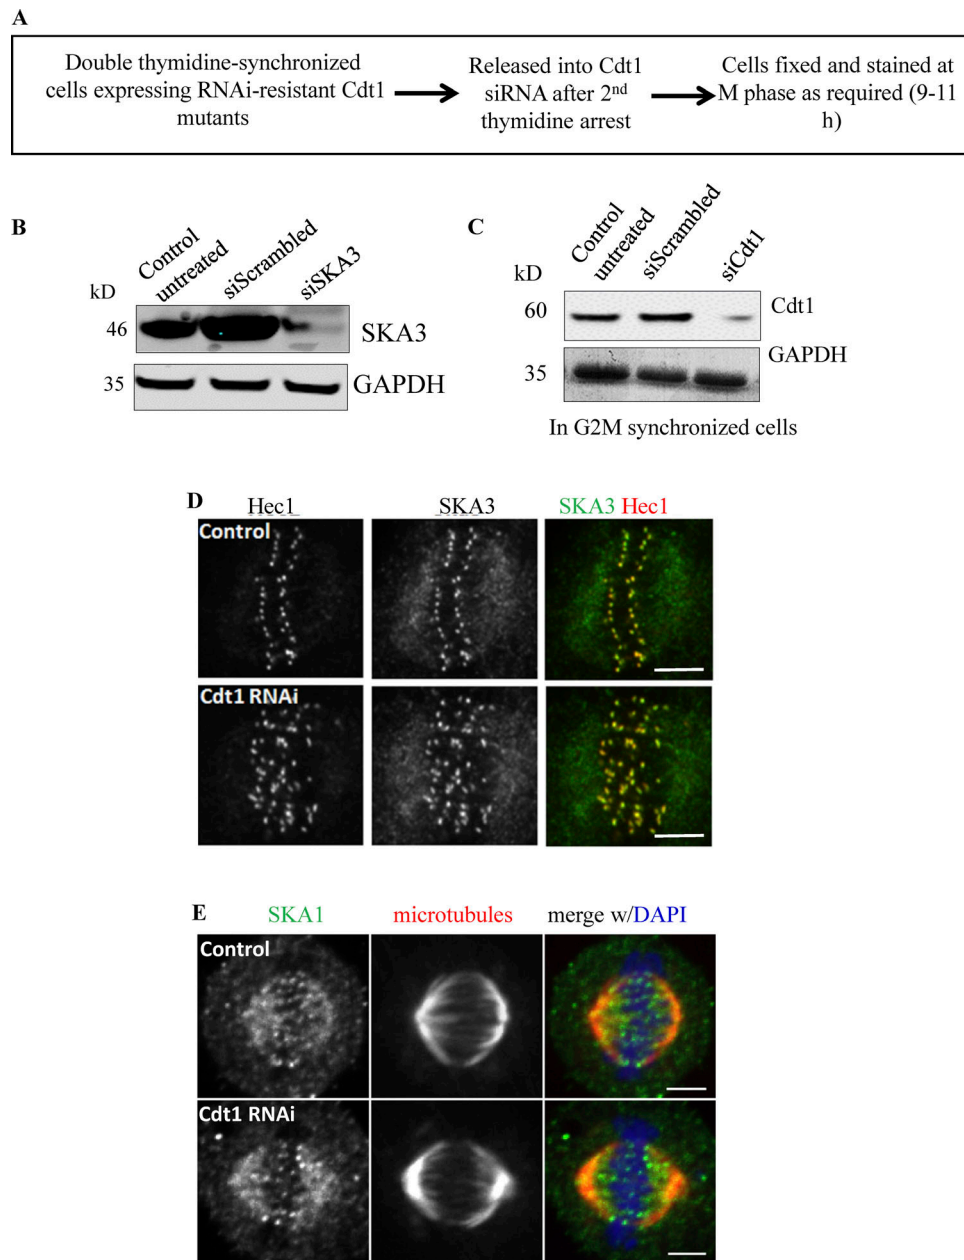 A
Double thymidine-synchronized
cells expressing RNAi-resistant Cdt1
mutants
Released into Cdt1
siRNA after 2nd
thymidine arrest
Cells fixed and stained at
M phase as required (9-11
h)
B
Control
untreated
siScrambled
siSKA3
kD
46
SKA3
35
GAPDH
C
Control
untreated
siScrambled
siCdt1
kD
60
Cdt1
35
GAPDH
In G2M synchronized cells
D
Hec1
SKA3
SKA3 Hec1
Control
Cdt1 RNAi
E
SKA1
microtubules
merge w/DAPI
Control
Cdt1 RNAi